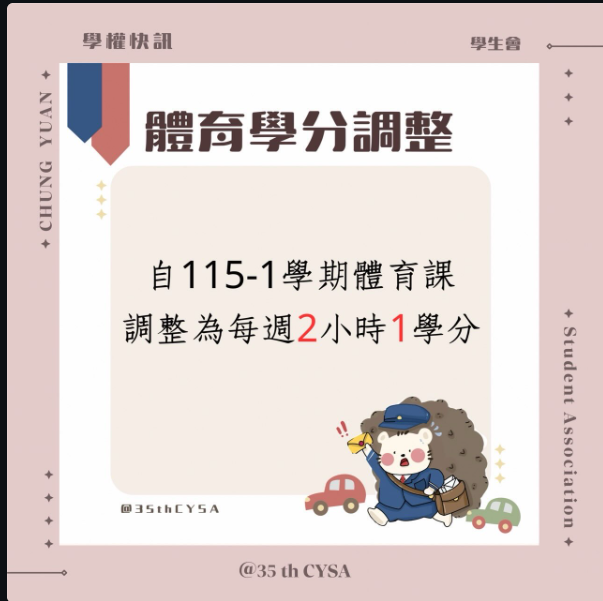 學權快訊
學生會
CHUNG YUAN
體育學分調整
自115-1學期體育課
調整為每週2小時1學分
Student Association
@35thCYSA
@35 th CYSA